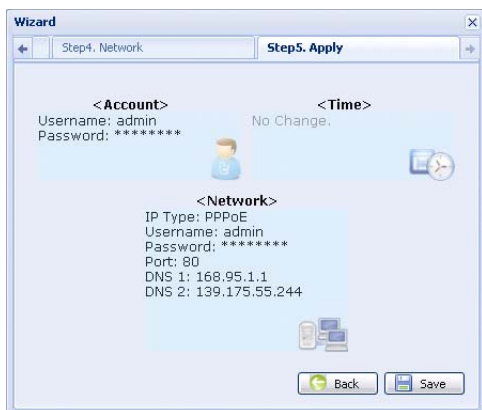 Wizard
Step4. Network
Step5. Apply
<Account>
Username: admin
Password: ********
<Time>
No Change.
<Network>
IP Type: PPPoE
Username: admin
Password: ********
Port: 80
DNS 1: 168.95.1.1
DNS 2: 139.175.55.244
Back
Save